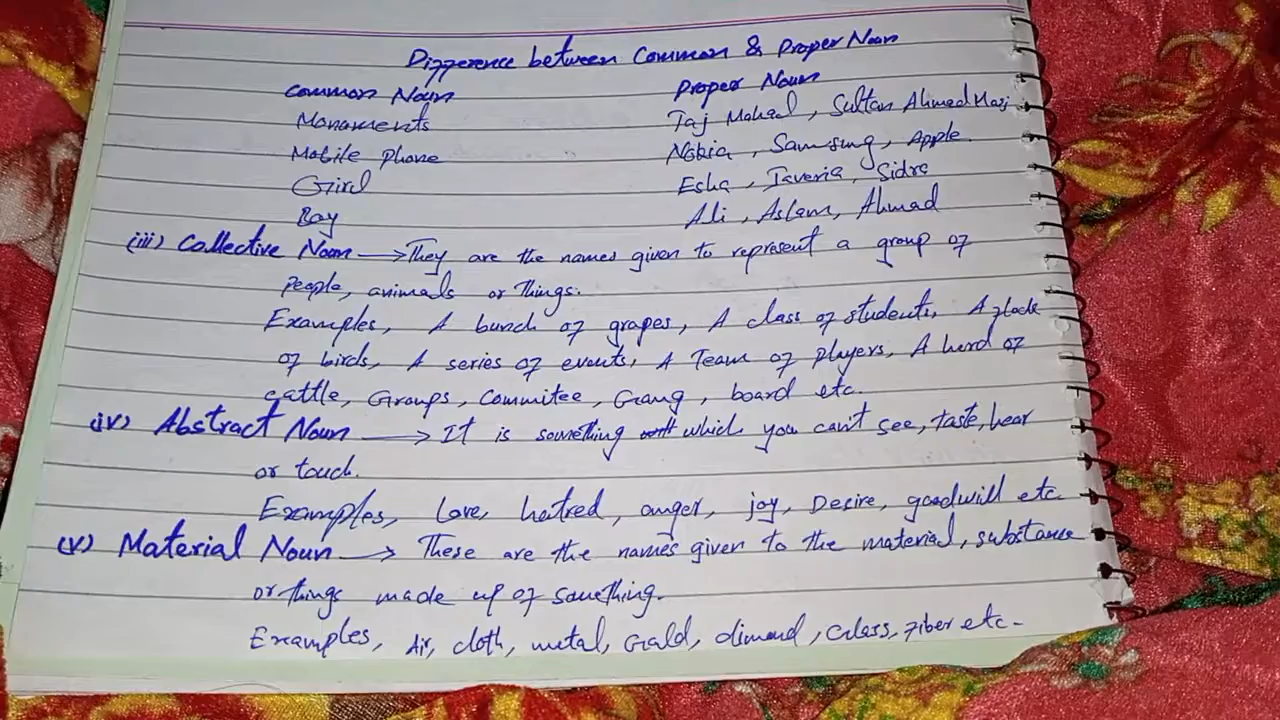 Difference between Common & Proper Noun
Common Noun Proper Noun
Monaments Taj Mahal, Sultan Ahmed Masj
Mobile phone Nokia, Samsung, Apple.
Girl Esha, Javeria, Sidra
Boy Ali, Aslam, Ahmad
(iii) Collective Noun → They are the names given to represent a group of
people, animals or things.
Examples, A bunch of grapes, A class of students, A flock
of birds, A series of events, A Team of players, A herd of
cattle, Groups, Commitee, Gang, board etc.
(iv) Abstract Noun → It is something which you can't see, taste, hear
or touch.
Examples, Love, hatred, anger, joy, Desire, goodwill etc
(v) Material Noun → These are the names given to the material, substance
or things made up of something.
Examples, Air, cloth, metal, Gold, dimond, Glass, Fiber etc-